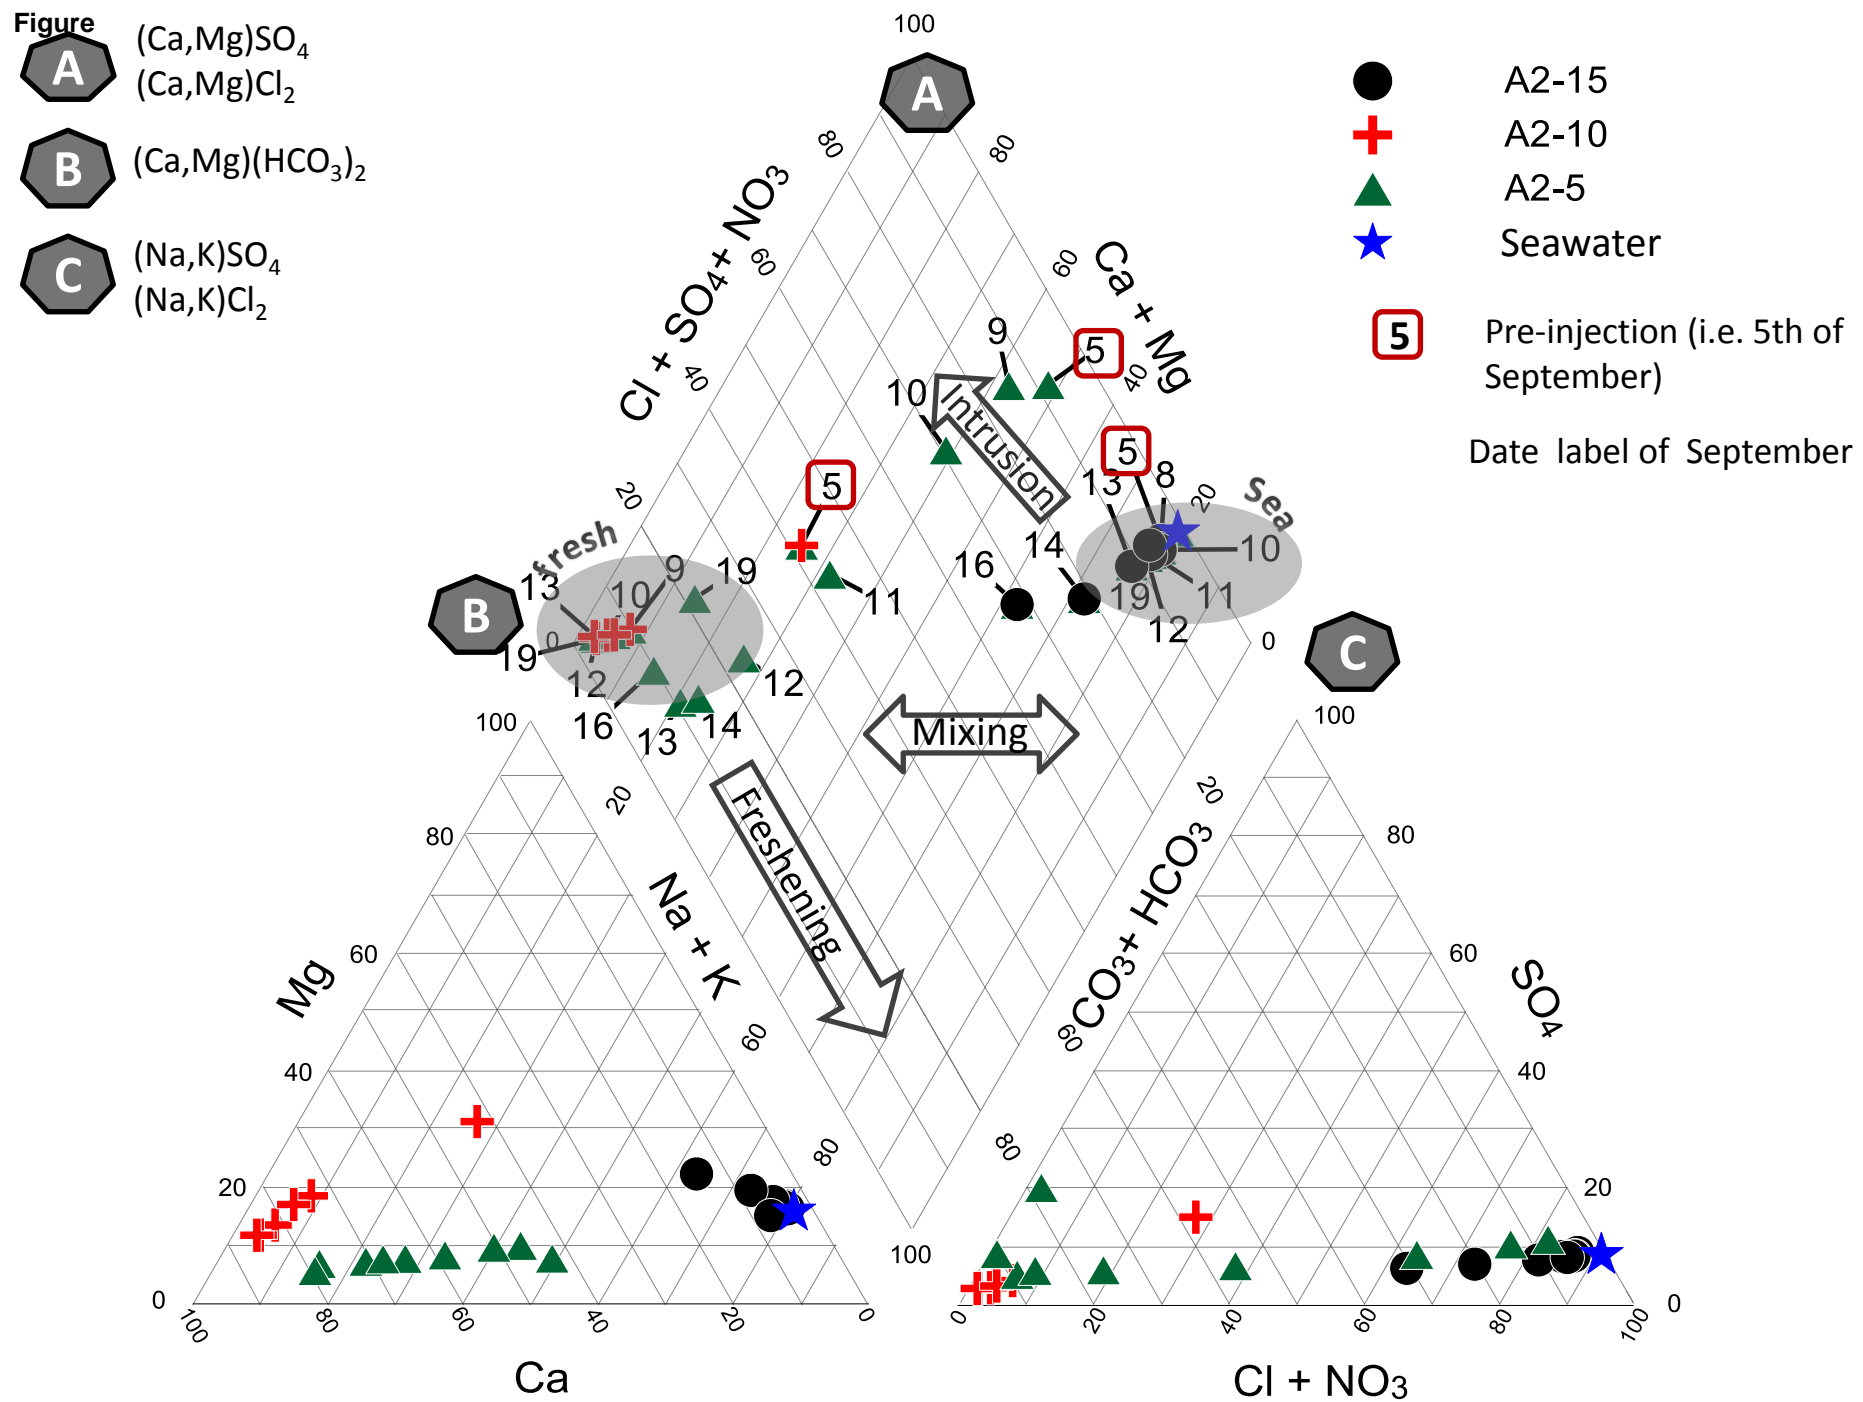 Figure
A
(Ca,Mg)SO4
(Ca,Mg)Cl2
B
(Ca,Mg)(HCO3)2
C
(Na,K)SO4
(Na,K)Cl2
A2-15
A2-10
A2-5
Seawater
5
Pre-injection (i.e. 5th of
September)
Date label of September
100
A
80
80
60
60
Cl + SO4+ NO3
Ca + Mg
40
40
20
20
0
0
9
5
10
Intrusion
5
13
8
Sea
10
5
16
14
19
11
12
11
fresh
13
10
9
19
B
19
12
16
13
14
12
C
Mixing
Freshening
100
80
60
40
20
0
Mg
20
Na + K
60
80
100
100
80
60
40
20
0
Ca
20
CO3+ HCO3
60
80
100
80
60
40
20
0
SO4
0
20
40
60
80
100
Cl + NO3